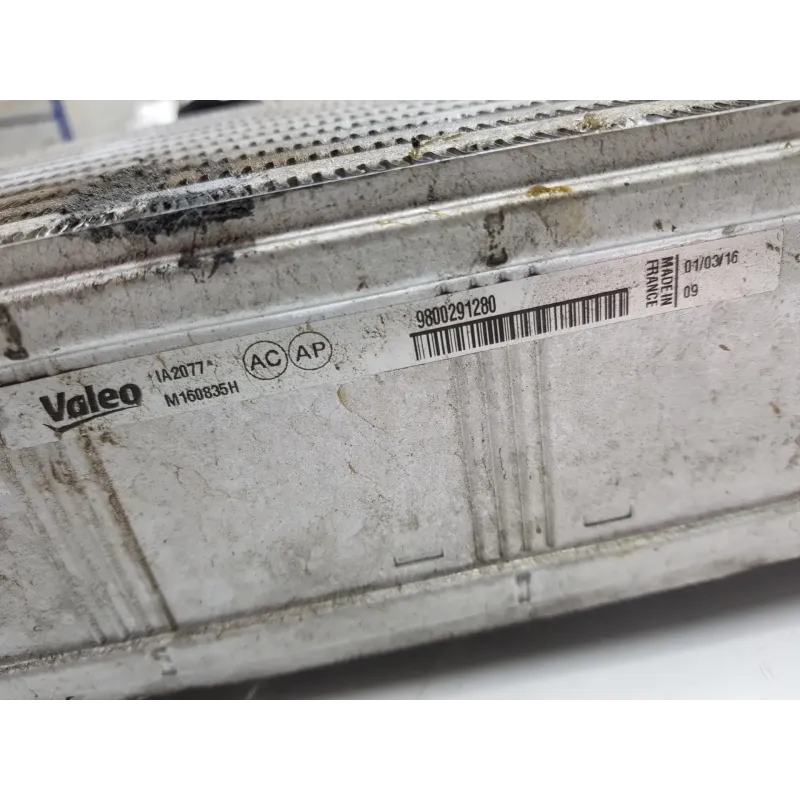 Valeo
IA2077*
M160835H
AC
AP
9800291280
MADE IN
FRANCE
01/03/16
09